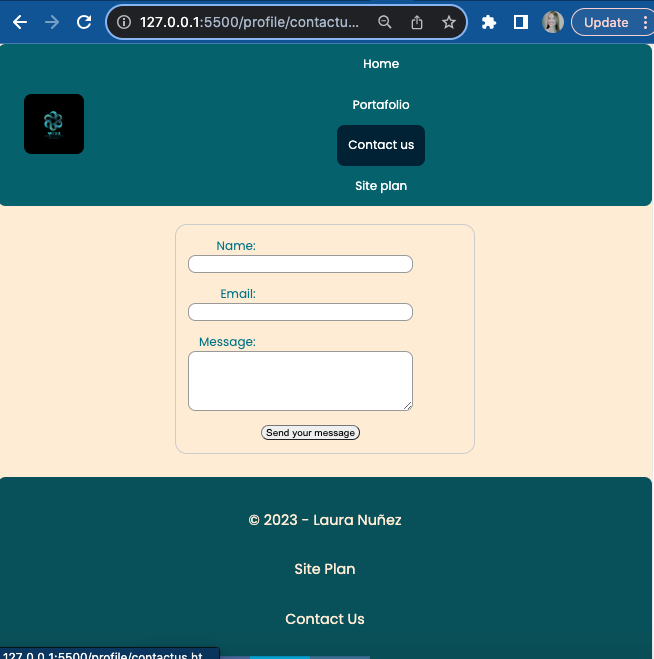 127.0.0.1:5500/profile/contactu...
Update
Home
Portafolio
Contact us
Site plan
Name:
Email:
Message:
Send your message
© 2023 - Laura Nuñez
Site Plan
Contact Us
127.0.0.1:5500/profile/contactus.ht...